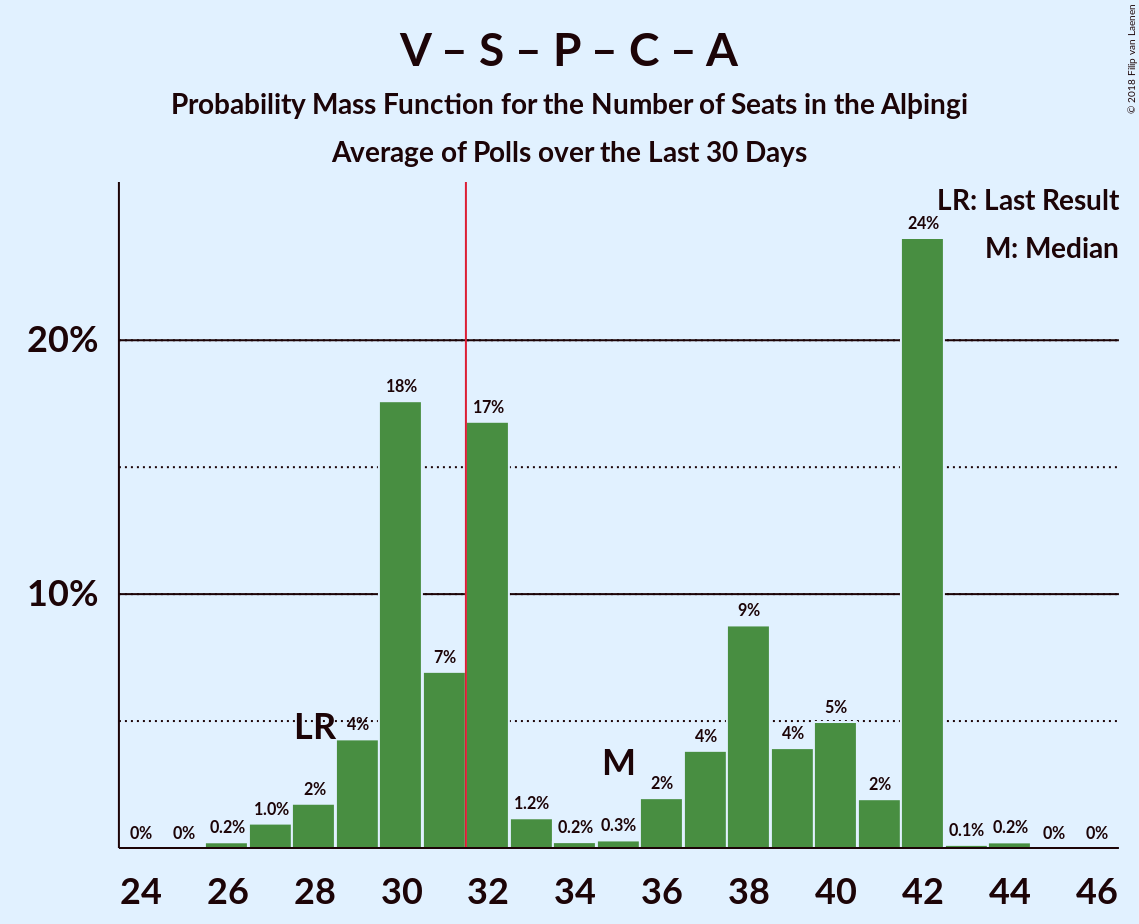 V – S – P – C – A
Probability Mass Function for the Number of Seats in the Alþingi
Average of Polls over the Last 30 Days
© 2018 Filip van Laenen
LR: Last Result
M: Median
20%
10%
0% 0% 0.2% 1.0% 2% 4% 18% 7% 17% 1.2% 0.2% 0.3% 2% 4% 9% 4% 5% 2% 24% 0.1% 0.2% 0% 0%
LR
M
24 26 28 30 32 34 36 38 40 42 44 46